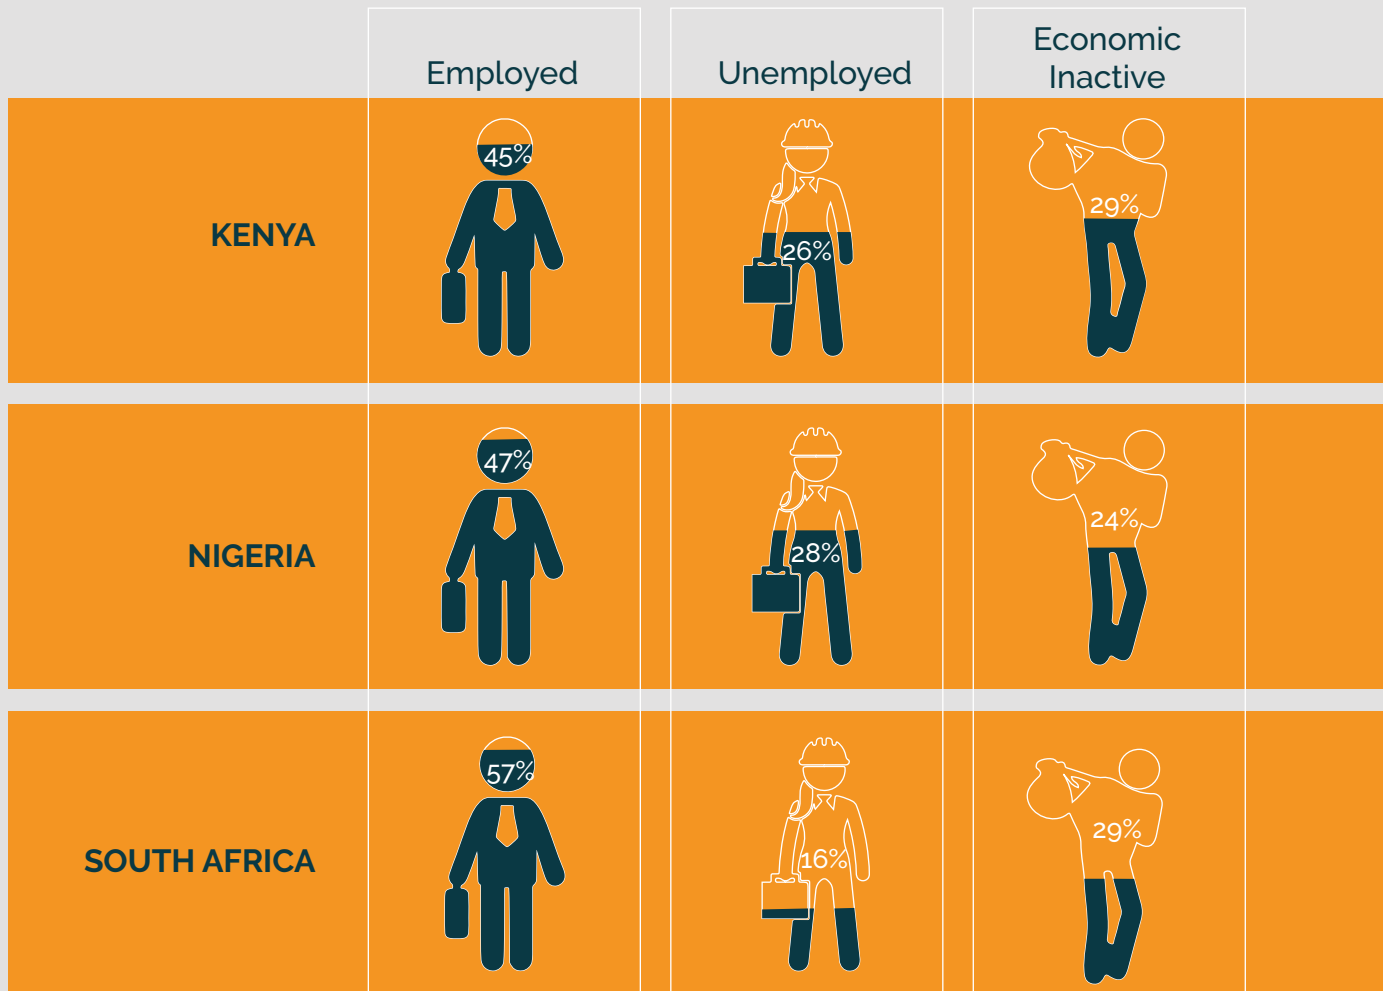 Employed
Unemployed
Economic
Inactive
KENYA
45%
26%
29%
NIGERIA
47%
28%
24%
SOUTH AFRICA
57%
16%
29%